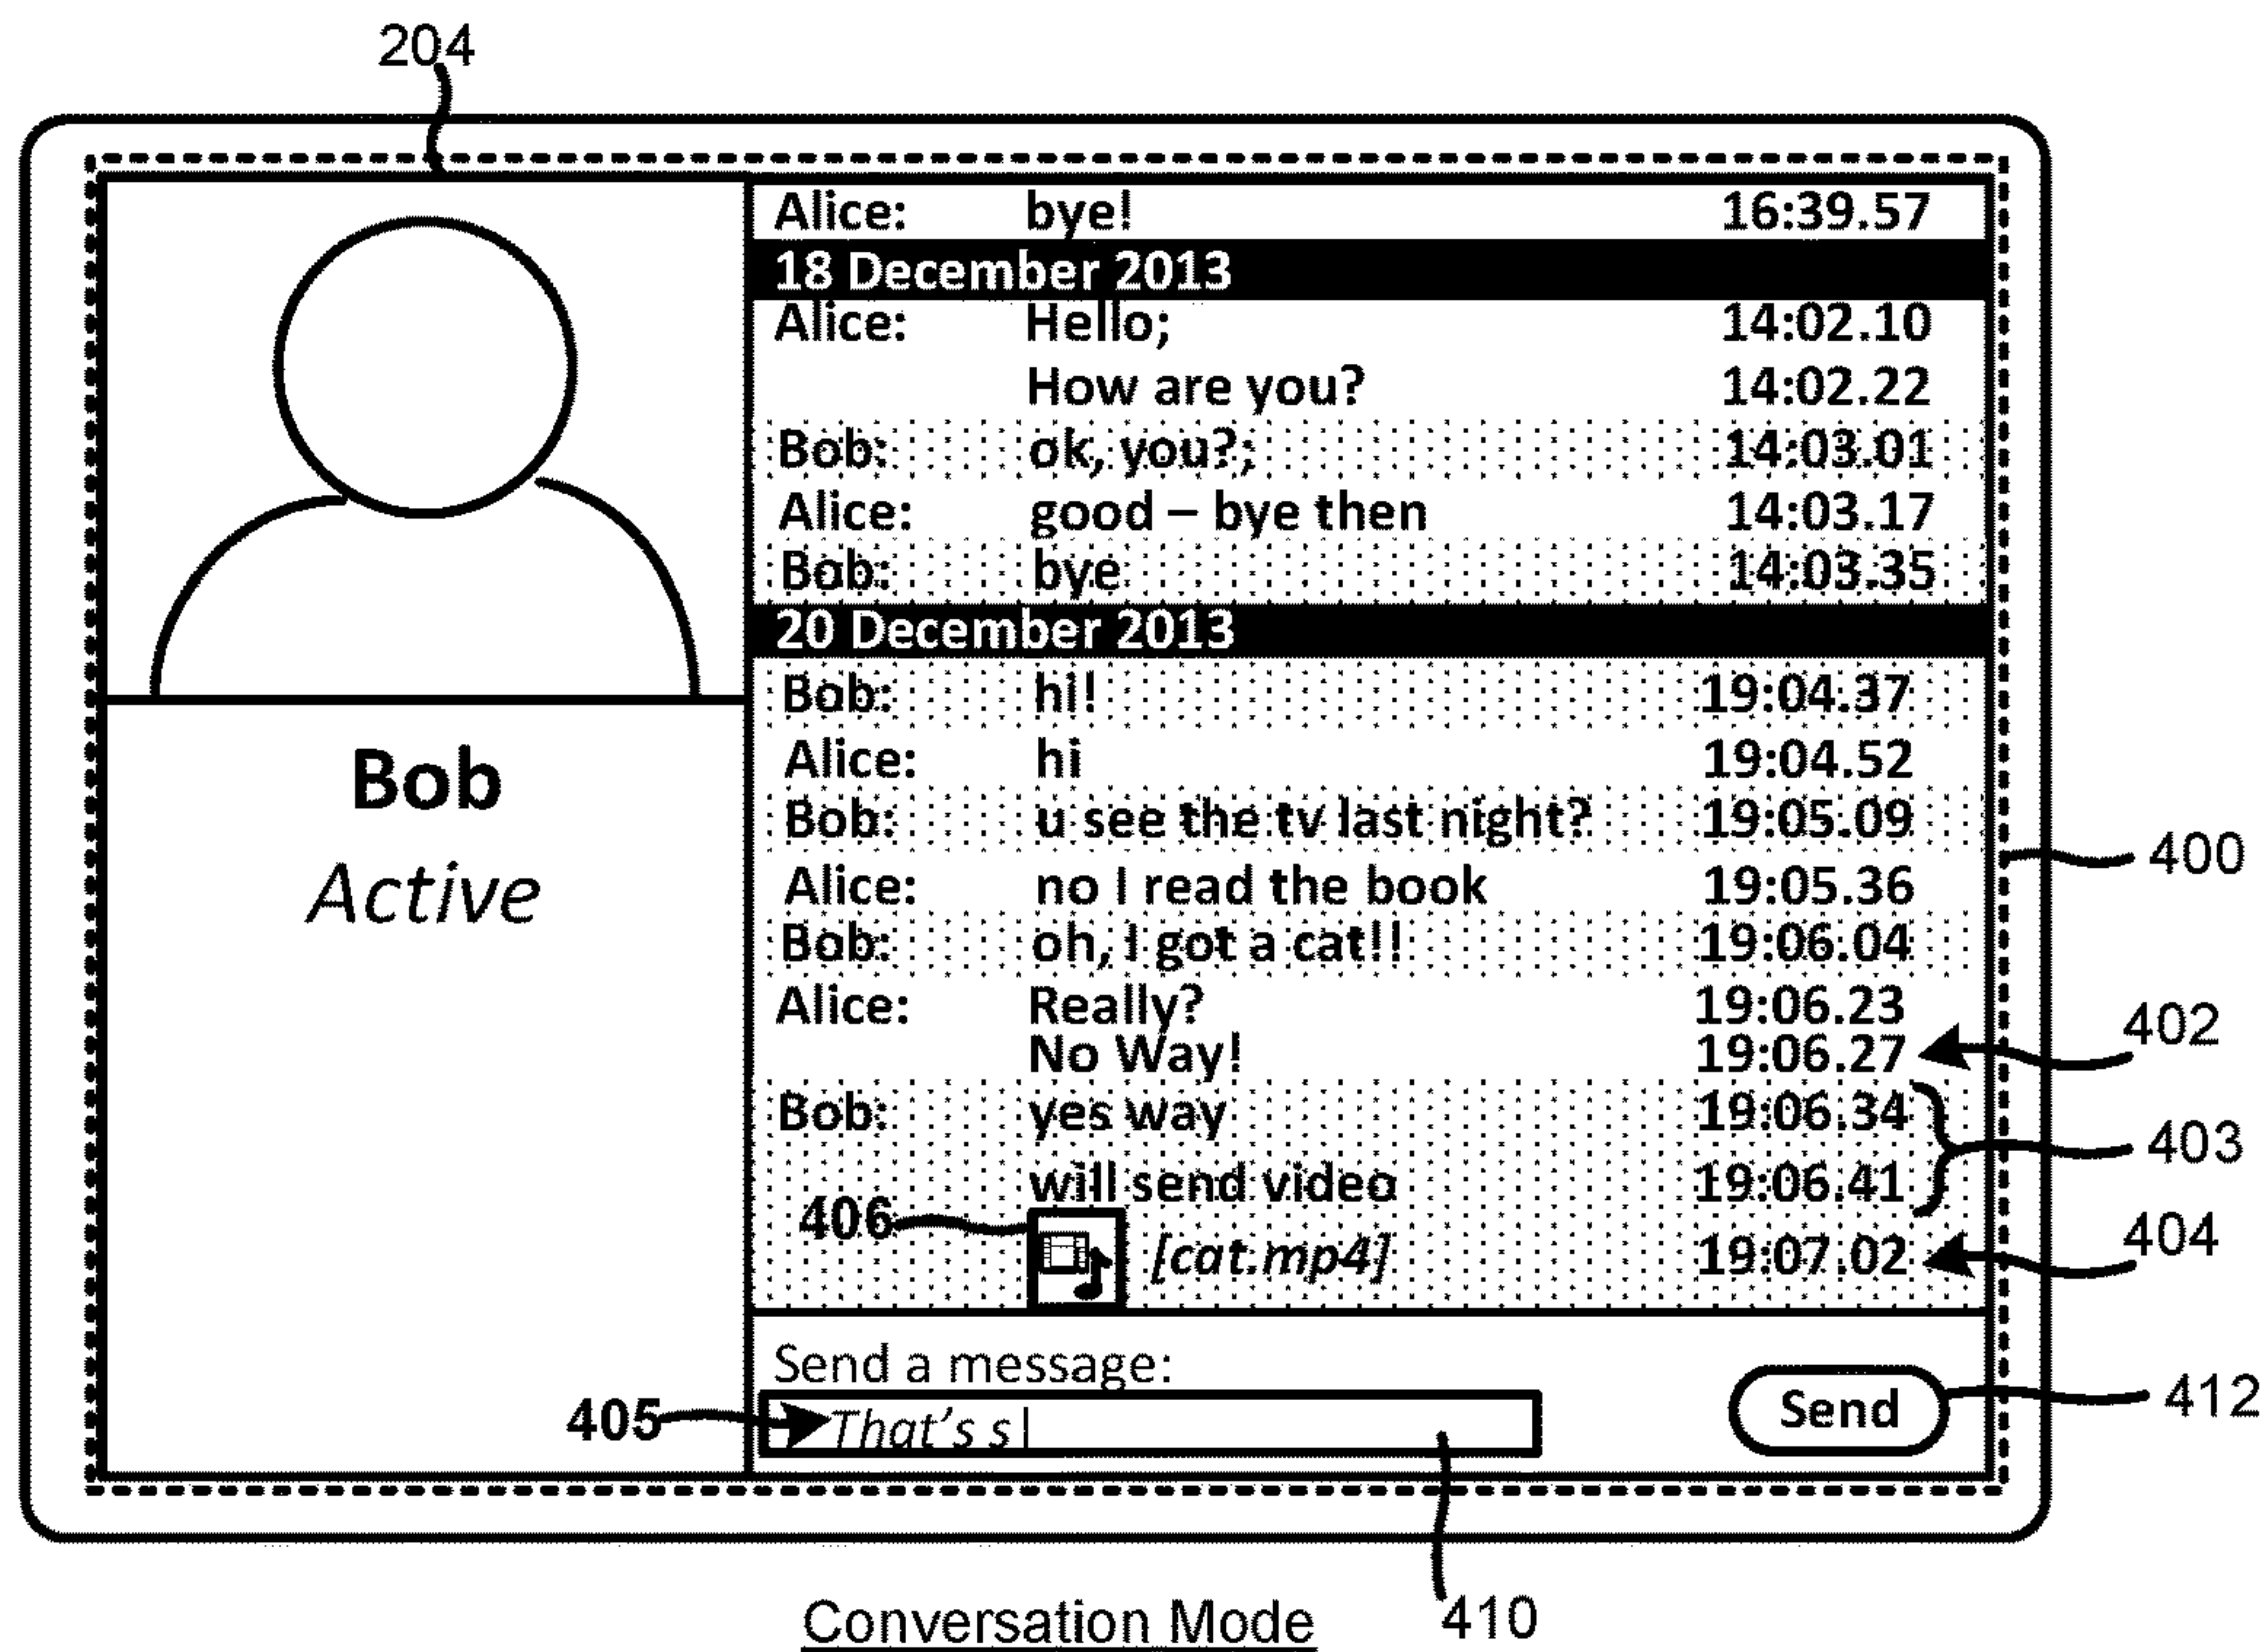 204
Alice: bye! 16:39.57
18 December 2013
Alice: Hello; 14:02.10
How are you? 14:02.22
Bob: ok, you?; 14:03.01
Alice: good – bye then 14:03.17
Bob: bye 14:03.35
20 December 2013
Bob: hi! 19:04.37
Alice: hi 19:04.52
Bob: u see the tv last night? 19:05.09
Alice: no I read the book 19:05.36
Bob: oh, I got a cat!! 19:06.04
Alice: Really? 19:06.23
No Way! 19:06.27
Bob: yes way 19:06.34
will send video 19:06.41
[cat.mp4] 19:07.02
Bob
Active
400
402
403
406
404
Send a message:
405
That's s|
Send
412
410
Conversation Mode